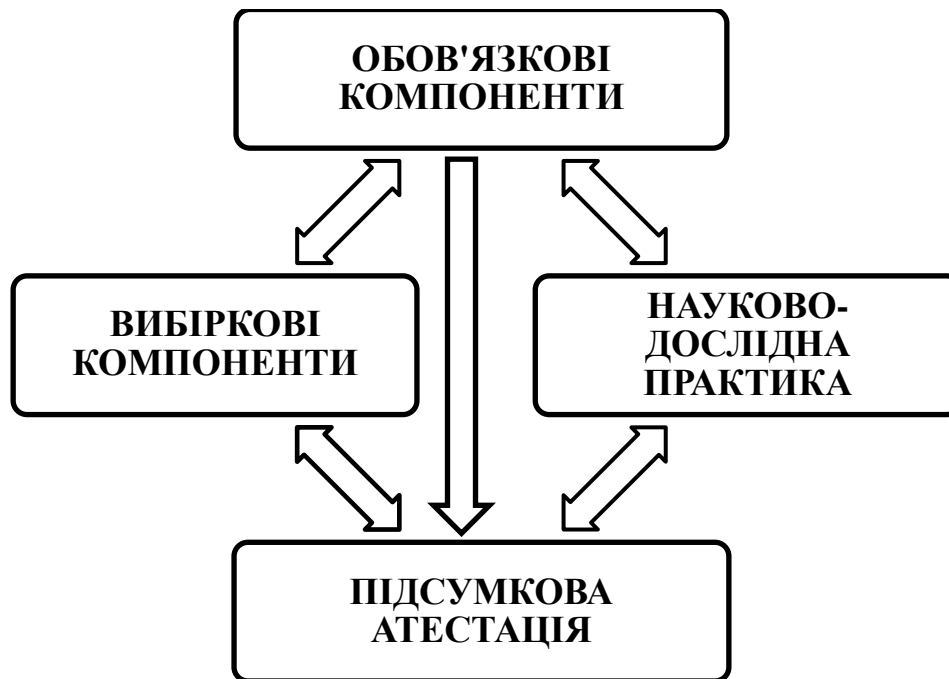 ОБОВ'ЯЗКОВІ
КОМПОНЕНТИ
ВИБІРКОВІ
КОМПОНЕНТИ
НАУКОВО-
ДОСЛІДНА
ПРАКТИКА
ПІДСУМКОВА
АТЕСТАЦІЯ